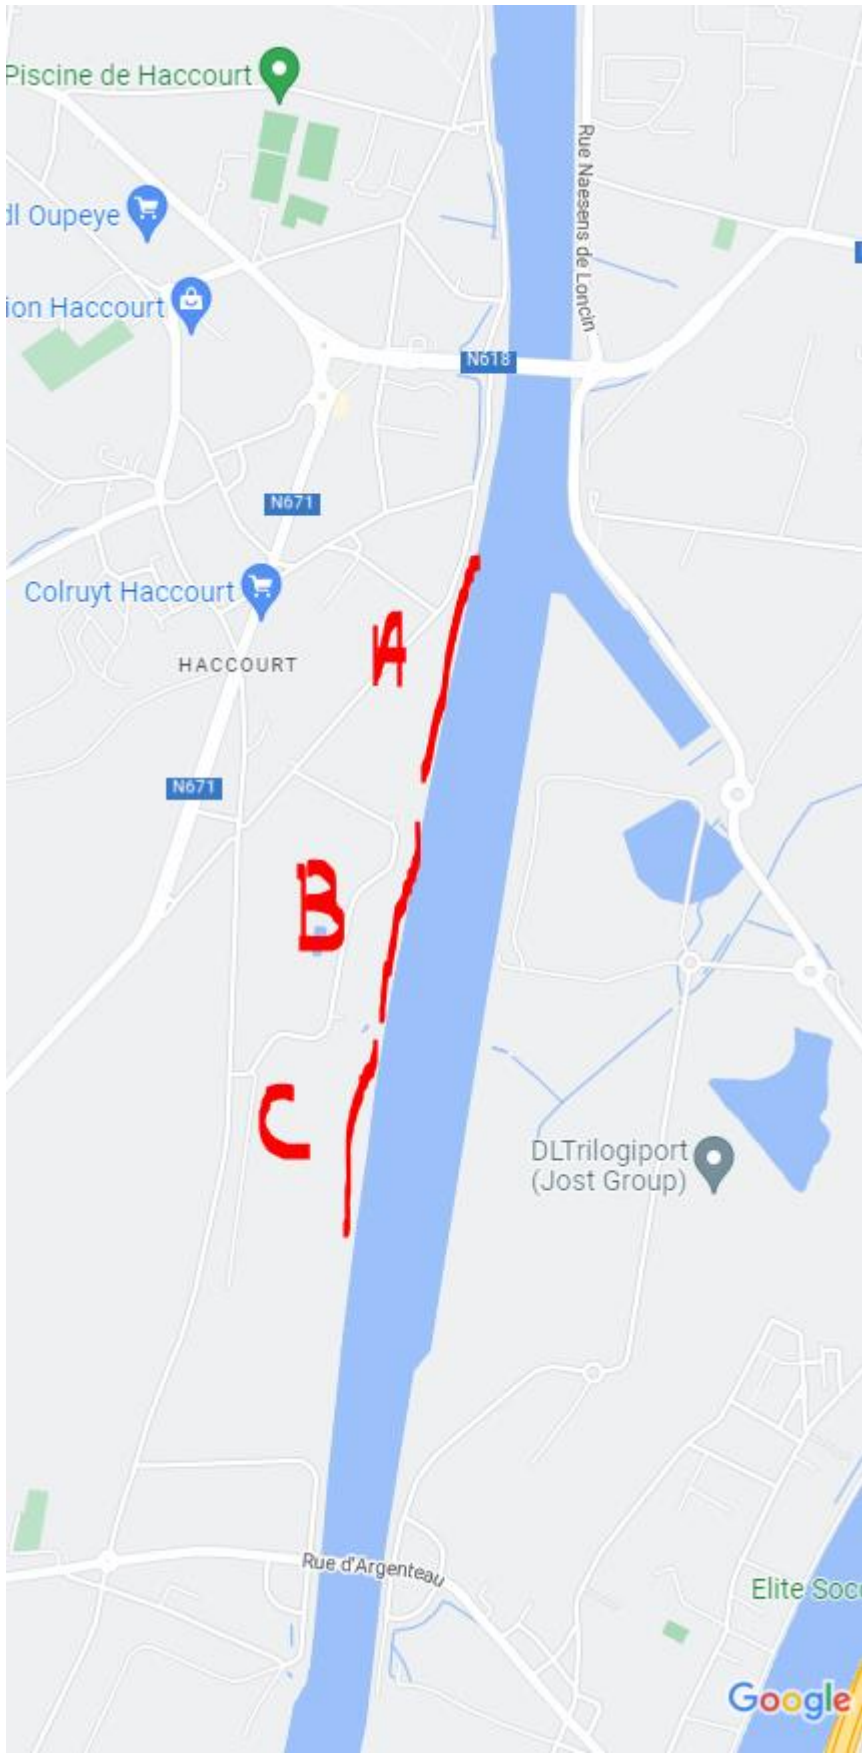 Piscine de Haccourt
dl Oupeye
ion Haccourt
Rue Naesens de Loncin
N618
N671
Colruyt Haccourt
HACCOURT
A
N671
B
C
DLTrilogiport
(Jost Group)
Rue d'Argenteau
Elite Soc
Google